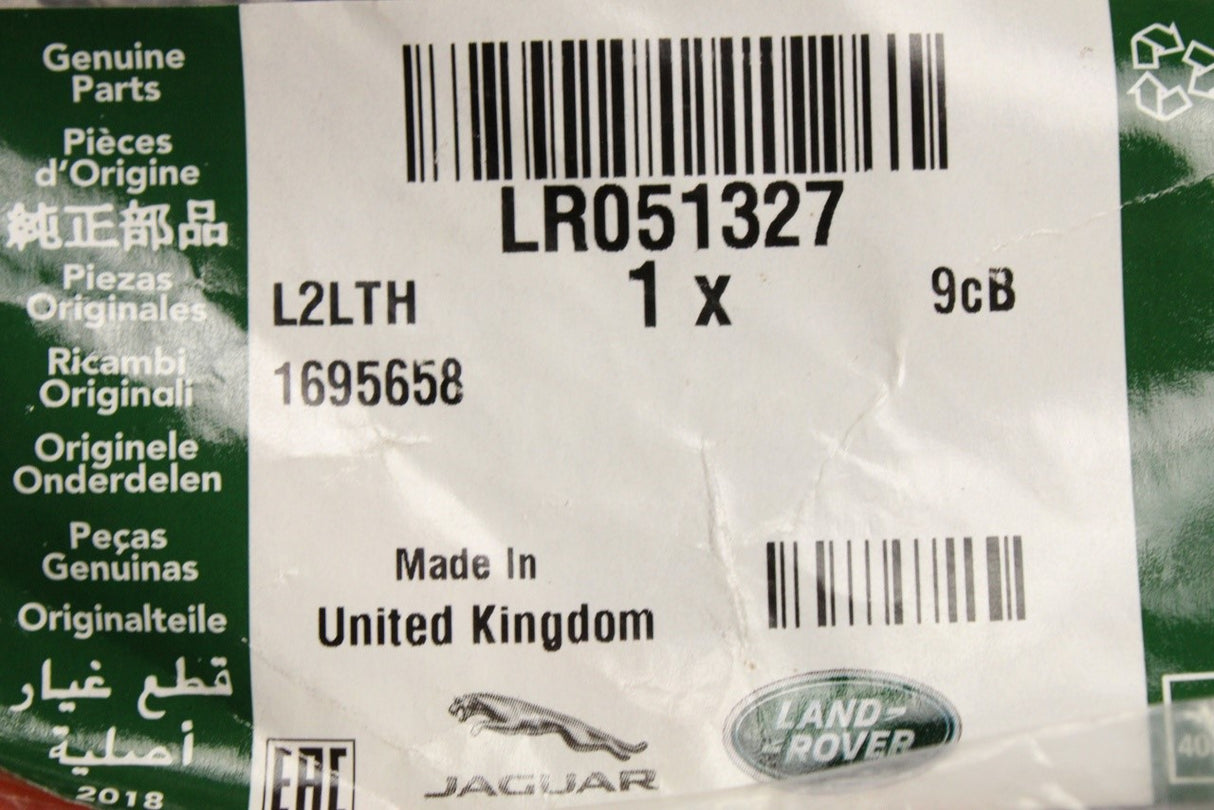 Genuine
Parts
Pièces
d'Origine
純正部品
Piezas
Originales
Ricambi
Originali
Originele
Onderdelen
Peças
Genuinas
Originalteile
قطع غيار
أصلية
2018
LR051327
L2LTH
1 x
9cB
1695658
Made In
United Kingdom
JAGUAR
LAND-
-ROVER
EAC
40